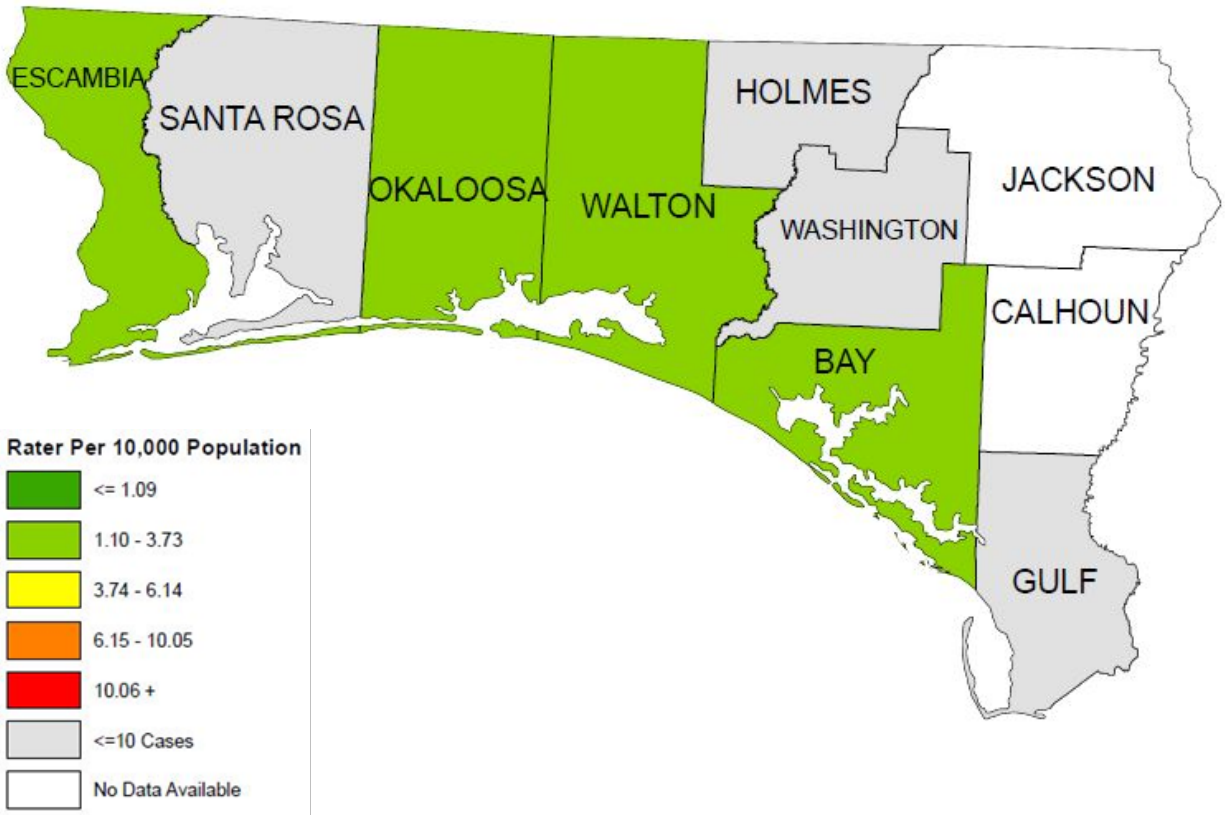 ESCAMBIA
SANTA ROSA
OKALOOSA
WALTON
HOLMES
WASHINGTON
JACKSON
CALHOUN
BAY
GULF
Rater Per 10,000 Population
<= 1.09
1.10 - 3.73
3.74 - 6.14
6.15 - 10.05
10.06 +
<=10 Cases
No Data Available